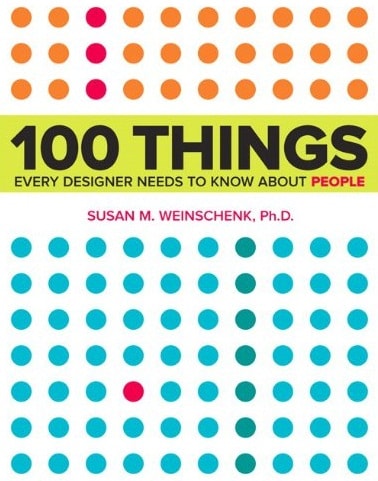 100 THINGS
EVERY DESIGNER NEEDS TO KNOW ABOUT PEOPLE
SUSAN M. WEINSCHENK, Ph.D.